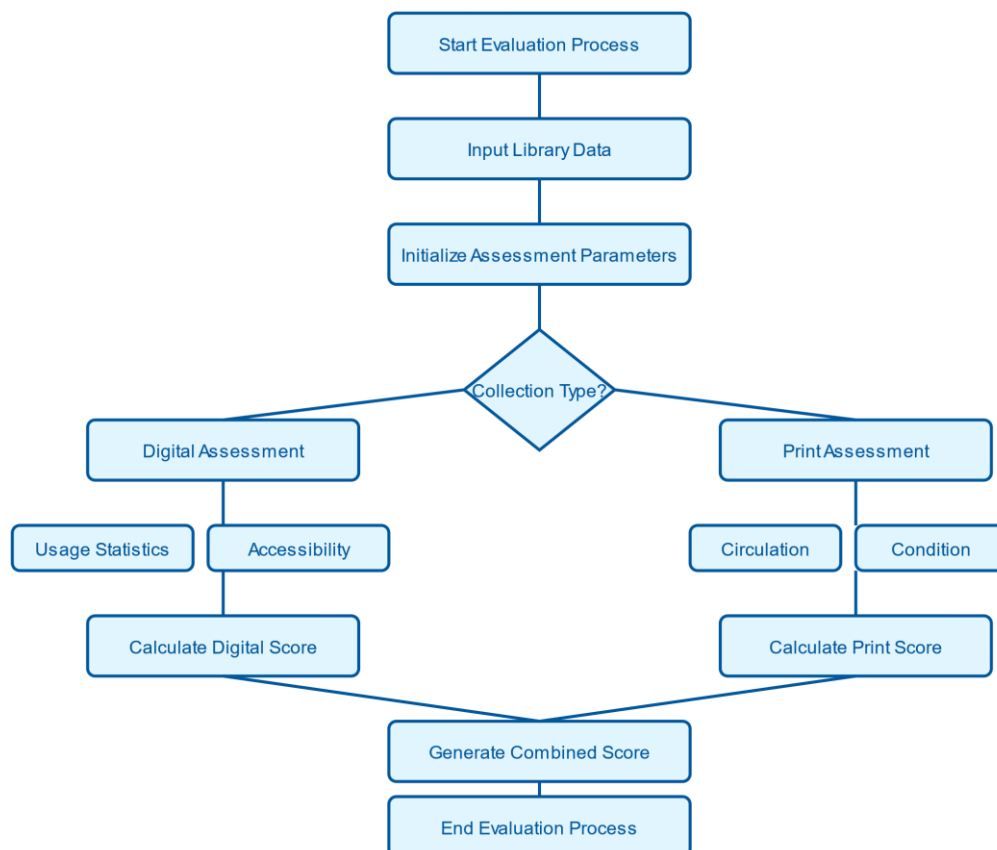 Start Evaluation Process
Input Library Data
Initialize Assessment Parameters
Collection Type?
Digital Assessment
Print Assessment
Usage Statistics
Accessibility
Circulation
Condition
Calculate Digital Score
Calculate Print Score
Generate Combined Score
End Evaluation Process